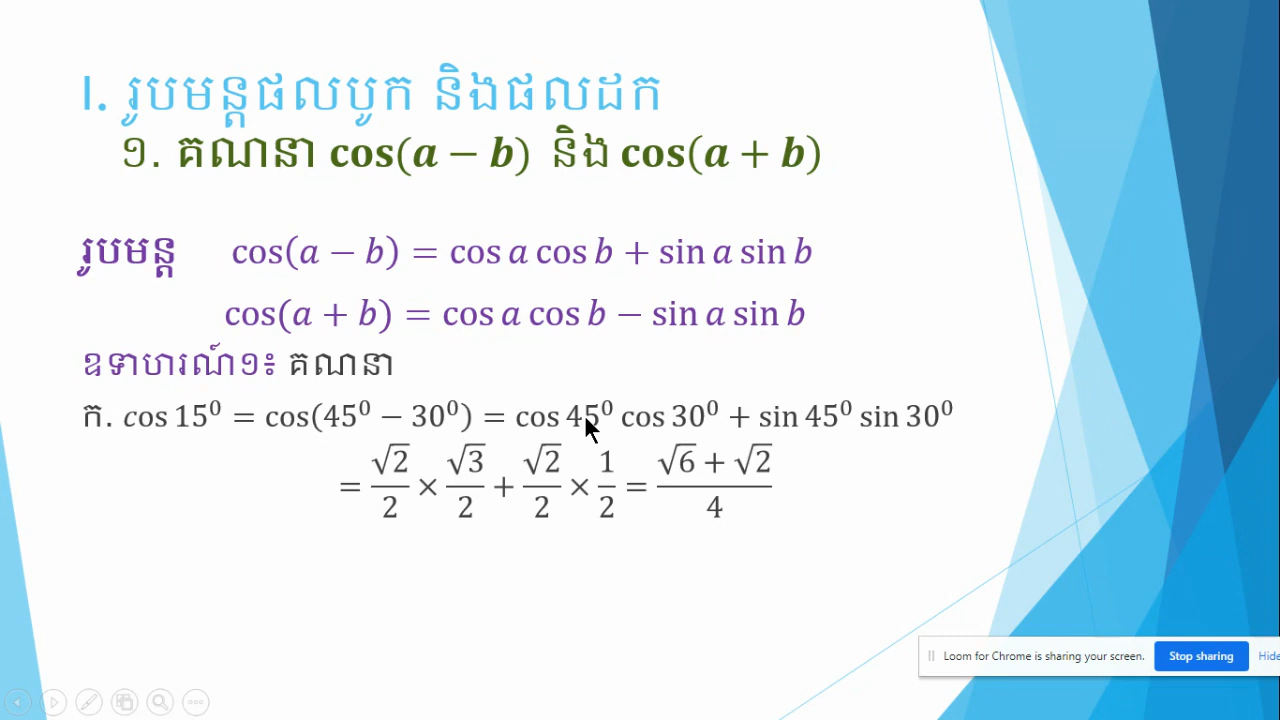 I. រូបមន្តផលបូក និងផលដក
១. គណនា cos(a − b) និង cos(a + b)
រូបមន្ត cos(a − b) = cos a cos b + sin a sin b
cos(a + b) = cos a cos b − sin a sin b
ឧទាហរណ៍១៖ គណនា
ក. cos 15⁰ = cos(45⁰ − 30⁰) = cos 45⁰ cos 30⁰ + sin 45⁰ sin 30⁰
= √2/2 × √3/2 + √2/2 × 1/2 = (√6 + √2)/4
Loom for Chrome is sharing your screen. Stop sharing Hide